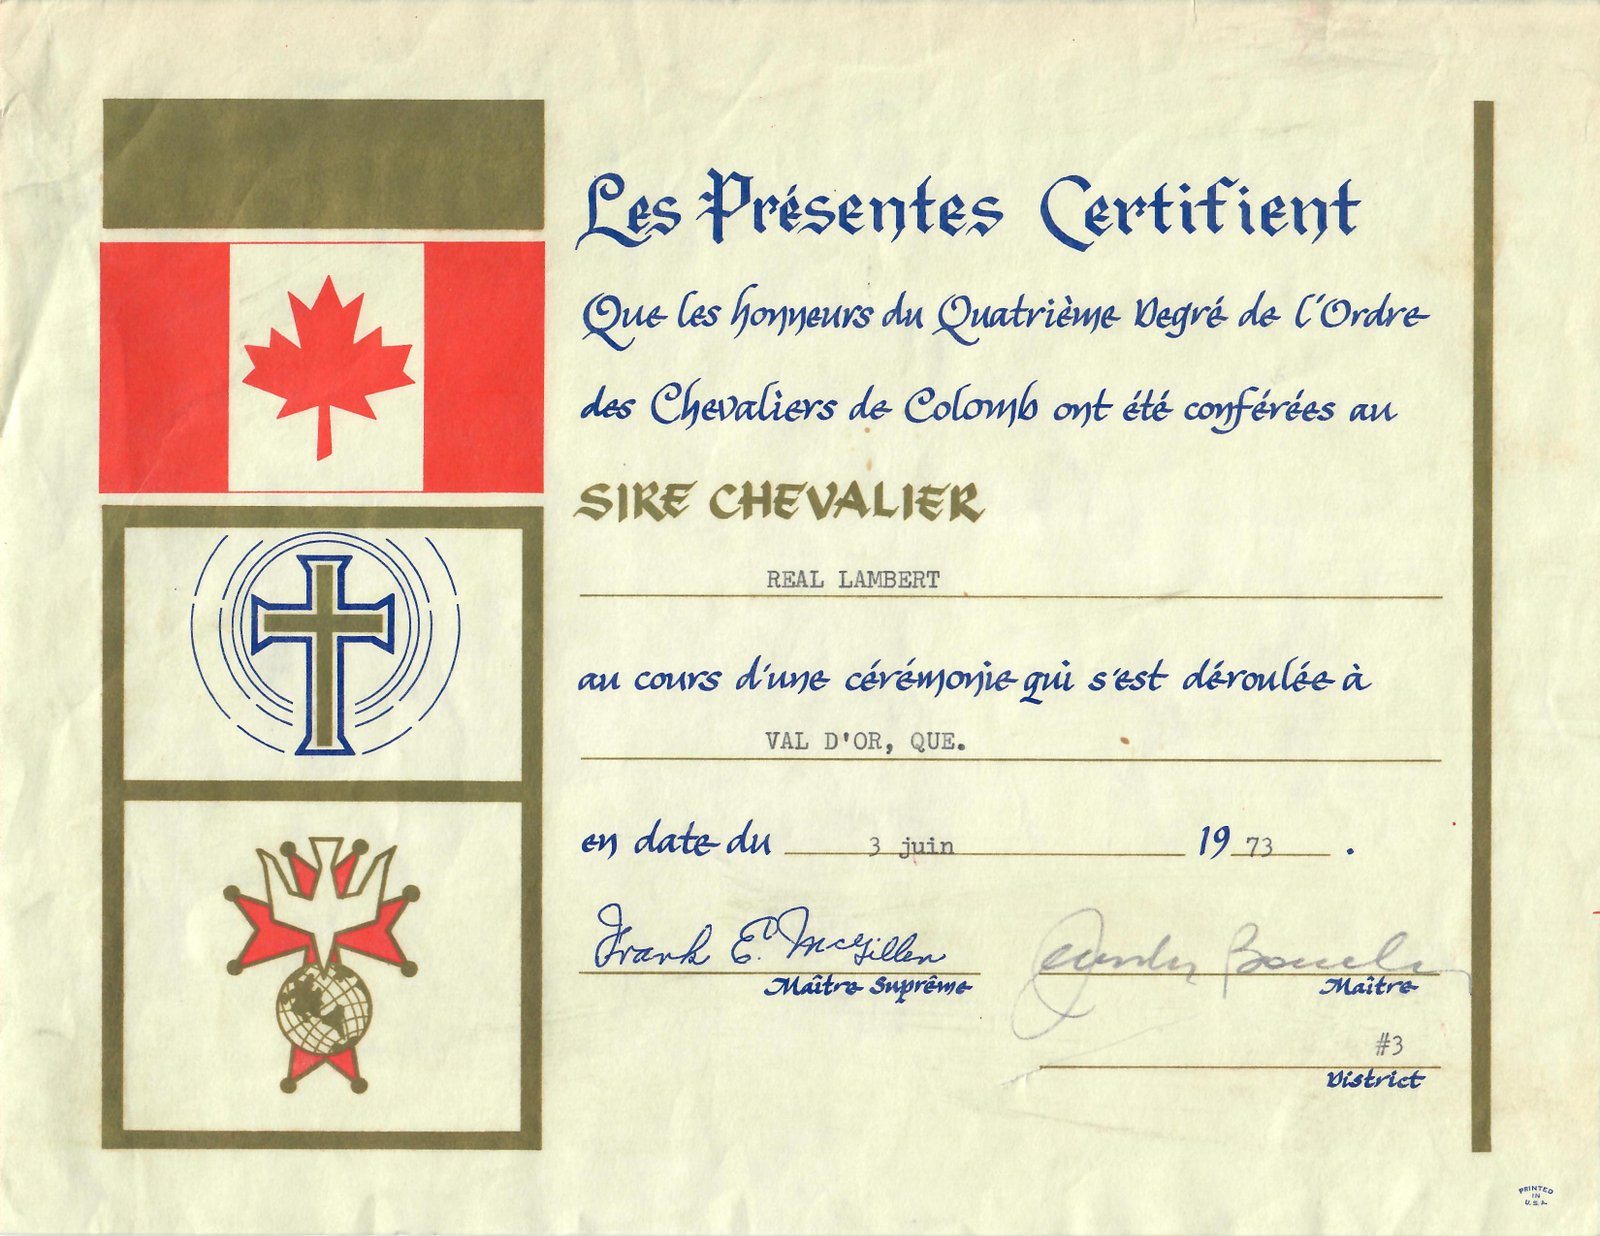 Les Présentes Certifient
Que les honneurs du Quatrième Degré de l'Ordre
des Chevaliers de Colomb ont été conférées au
SIRE CHEVALIER
REAL LAMBERT
au cours d'une cérémonie qui s'est déroulée à
VAL D'OR, QUE.
en date du 3 juin 1973.
Frank E. McGillen
Maître Suprême
Maître
#3
District
PRINTED
IN
U.S.A.